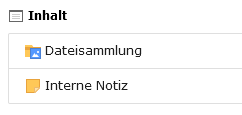 Inhalt
Dateisammlung
Interne Notiz